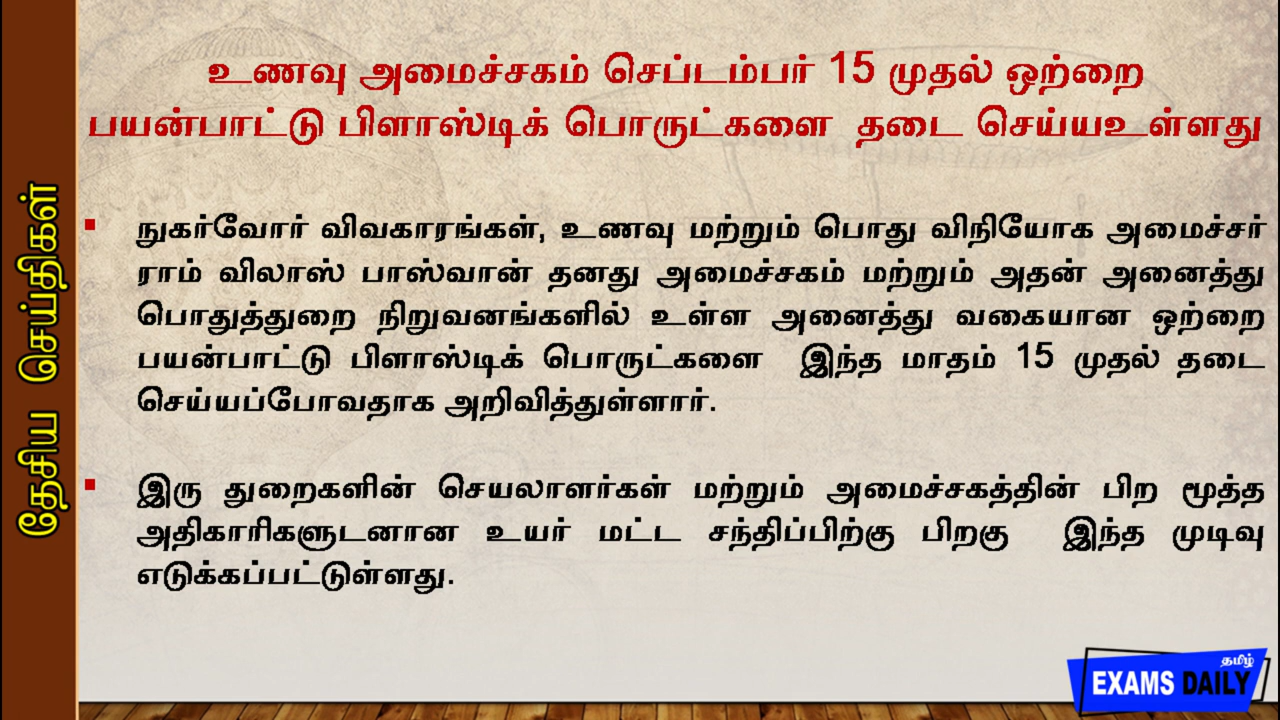 உணவு அமைச்சகம் செப்டம்பர் 15 முதல் ஒற்றை
பயன்பாட்டு பிளாஸ்டிக் பொருட்களை தடை செய்யஉள்ளது
தேசிய செய்திகள்
▪ நுகர்வோர் விவகாரங்கள், உணவு மற்றும் பொது விநியோக அமைச்சர்
ராம் விலாஸ் பாஸ்வான் தனது அமைச்சகம் மற்றும் அதன் அனைத்து
பொதுத்துறை நிறுவனங்களில் உள்ள அனைத்து வகையான ஒற்றை
பயன்பாட்டு பிளாஸ்டிக் பொருட்களை இந்த மாதம் 15 முதல் தடை
செய்யப்போவதாக அறிவித்துள்ளார்.
▪ இரு துறைகளின் செயலாளர்கள் மற்றும் அமைச்சகத்தின் பிற மூத்த
அதிகாரிகளுடனான உயர் மட்ட சந்திப்பிற்கு பிறகு இந்த முடிவு
எடுக்கப்பட்டுள்ளது.
தமிழ்
EXAMS DAILY